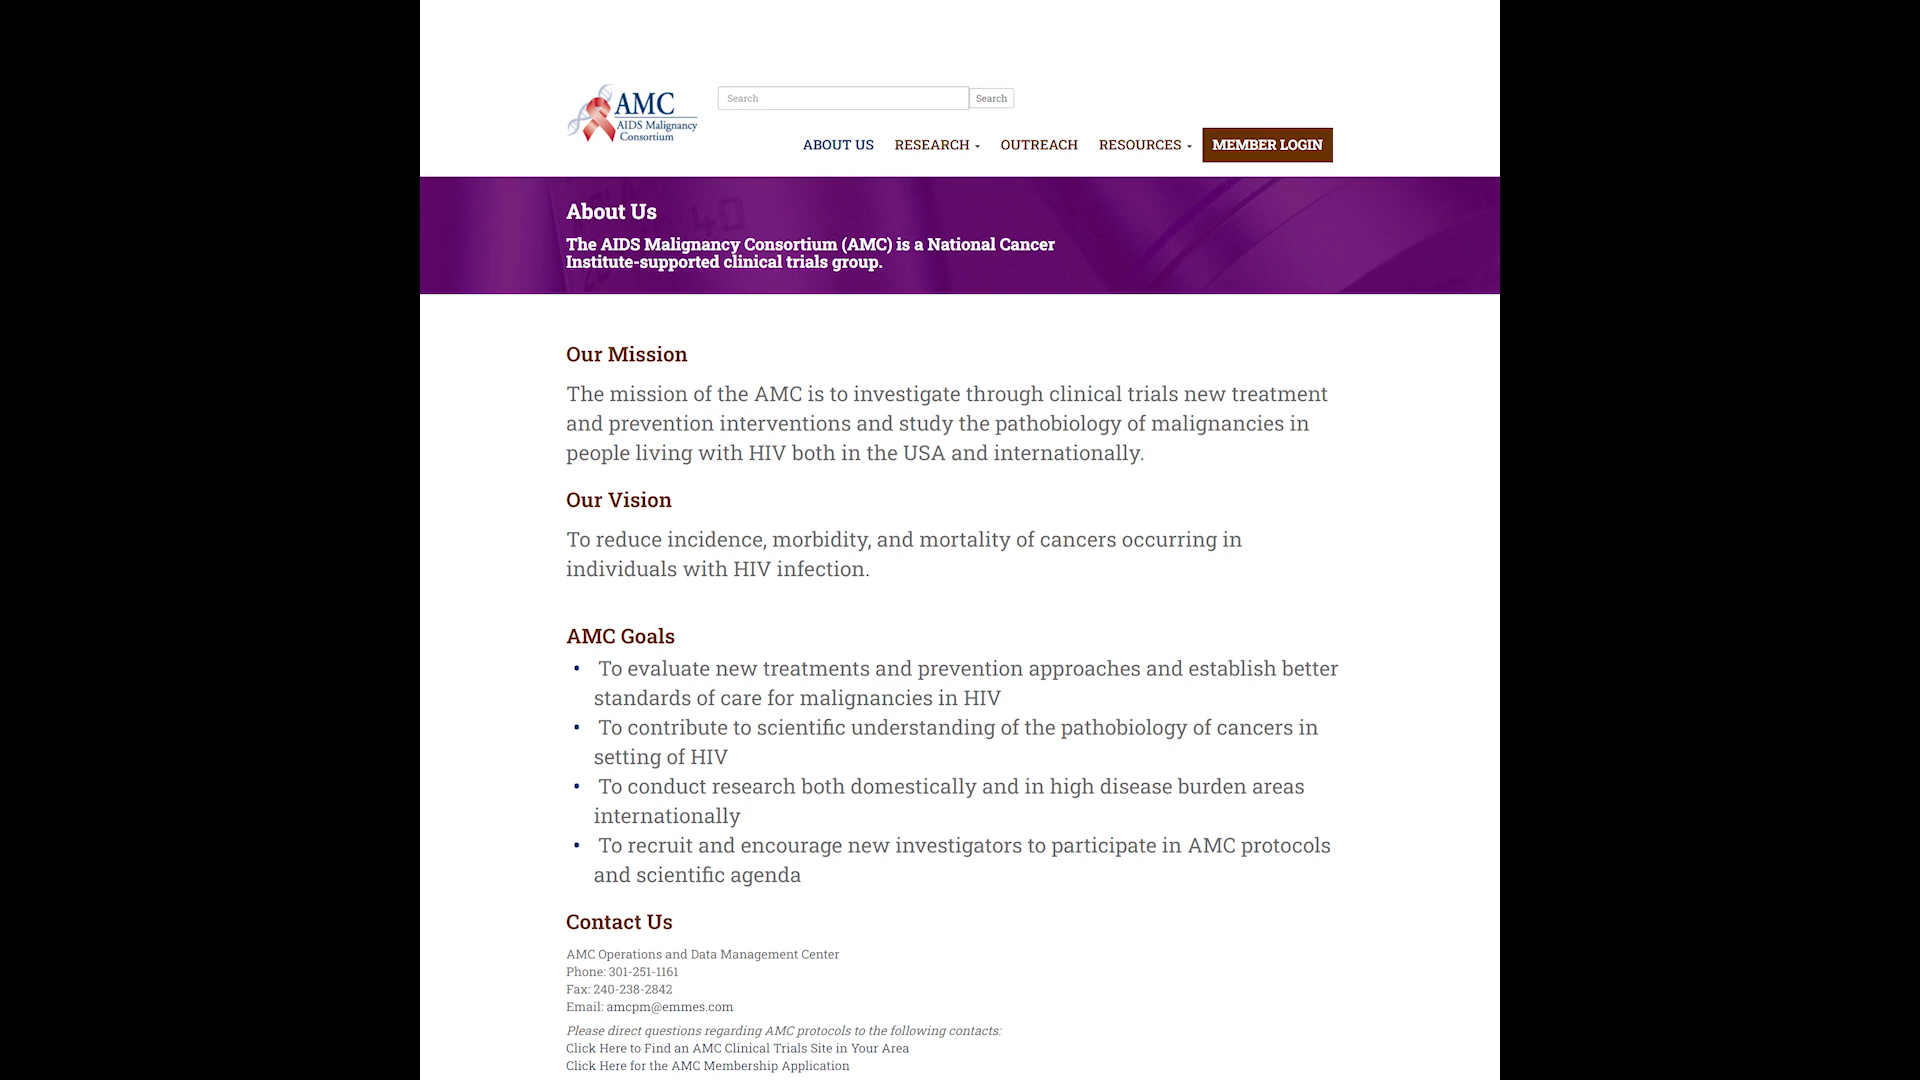 AMC
AIDS Malignancy
Consortium
Search
Search
ABOUT US
RESEARCH
OUTREACH
RESOURCES
MEMBER LOGIN
About Us
The AIDS Malignancy Consortium (AMC) is a National Cancer
Institute-supported clinical trials group.
Our Mission
The mission of the AMC is to investigate through clinical trials new treatment
and prevention interventions and study the pathobiology of malignancies in
people living with HIV both in the USA and internationally.
Our Vision
To reduce incidence, morbidity, and mortality of cancers occurring in
individuals with HIV infection.
AMC Goals
• To evaluate new treatments and prevention approaches and establish better
standards of care for malignancies in HIV
• To contribute to scientific understanding of the pathobiology of cancers in
setting of HIV
• To conduct research both domestically and in high disease burden areas
internationally
• To recruit and encourage new investigators to participate in AMC protocols
and scientific agenda
Contact Us
AMC Operations and Data Management Center
Phone: 301-251-1161
Fax: 240-238-2842
Email: amcpm@emmes.com
Please direct questions regarding AMC protocols to the following contacts:
Click Here to Find an AMC Clinical Trials Site in Your Area
Click Here for the AMC Membership Application